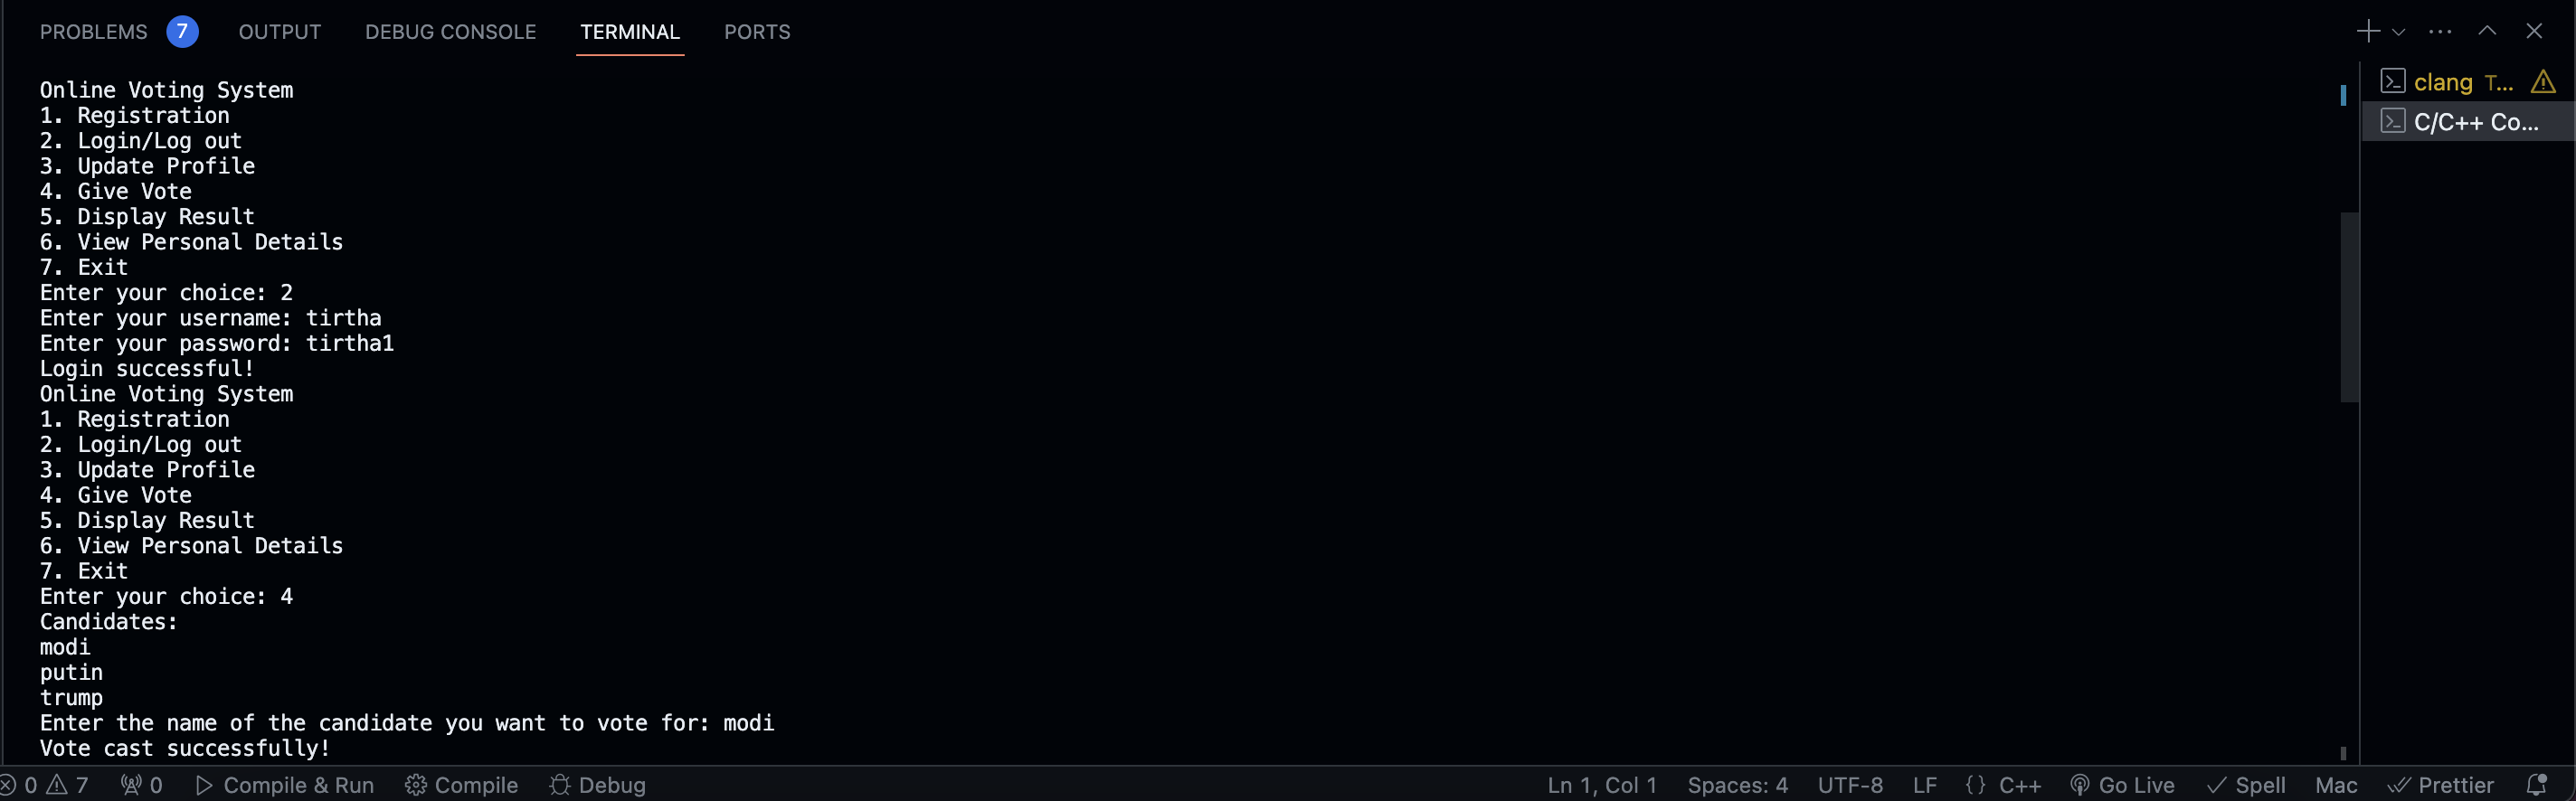 PROBLEMS 7 OUTPUT DEBUG CONSOLE TERMINAL PORTS
Online Voting System
1. Registration
2. Login/Log out
3. Update Profile
4. Give Vote
5. Display Result
6. View Personal Details
7. Exit
Enter your choice: 2
Enter your username: tirtha
Enter your password: tirtha1
Login successful!
Online Voting System
1. Registration
2. Login/Log out
3. Update Profile
4. Give Vote
5. Display Result
6. View Personal Details
7. Exit
Enter your choice: 4
Candidates:
modi
putin
trump
Enter the name of the candidate you want to vote for: modi
Vote cast successfully!
clang T...
C/C++ Co...
0 7 0 Compile & Run Compile Debug Ln 1, Col 1 Spaces: 4 UTF-8 LF {} C++ Go Live Spell Mac Prettier